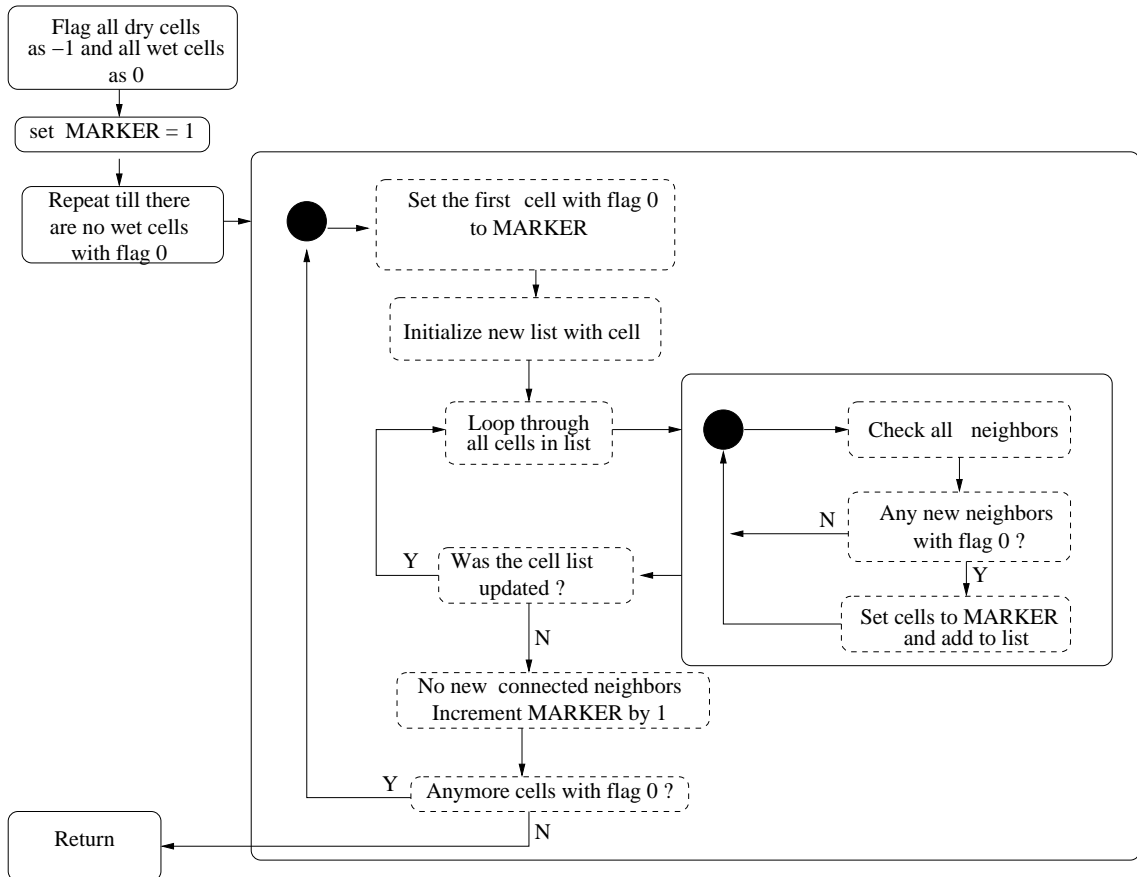 Flag all dry cells
as −1 and all wet cells
as 0
set MARKER = 1
Repeat till there
are no wet cells
with flag 0
Set the first cell with flag 0
to MARKER
Initialize new list with cell
Loop through
all cells in list
Check all neighbors
Any new neighbors
with flag 0 ?
N
Y
Set cells to MARKER
and add to list
Was the cell list
updated ?
Y
N
No new connected neighbors
Increment MARKER by 1
Anymore cells with flag 0 ?
Y
N
Return